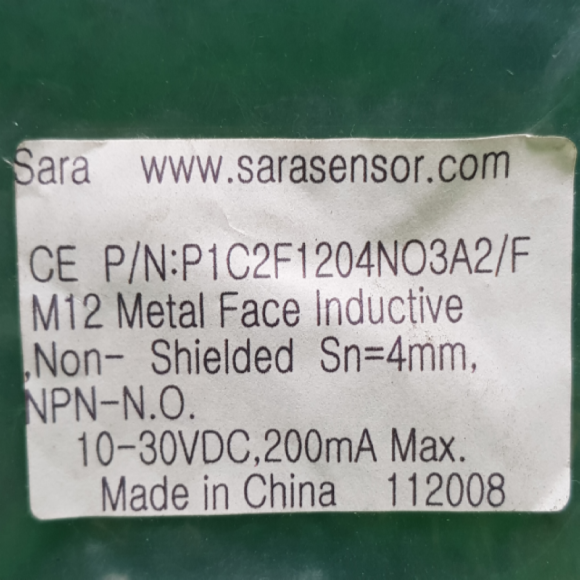 Sara www.sarasensor.com
CE P/N:P1C2F1204NO3A2/F
M12 Metal Face Inductive
,Non- Shielded Sn=4mm,
NPN-N.O.
10-30VDC,200mA Max.
Made in China 112008